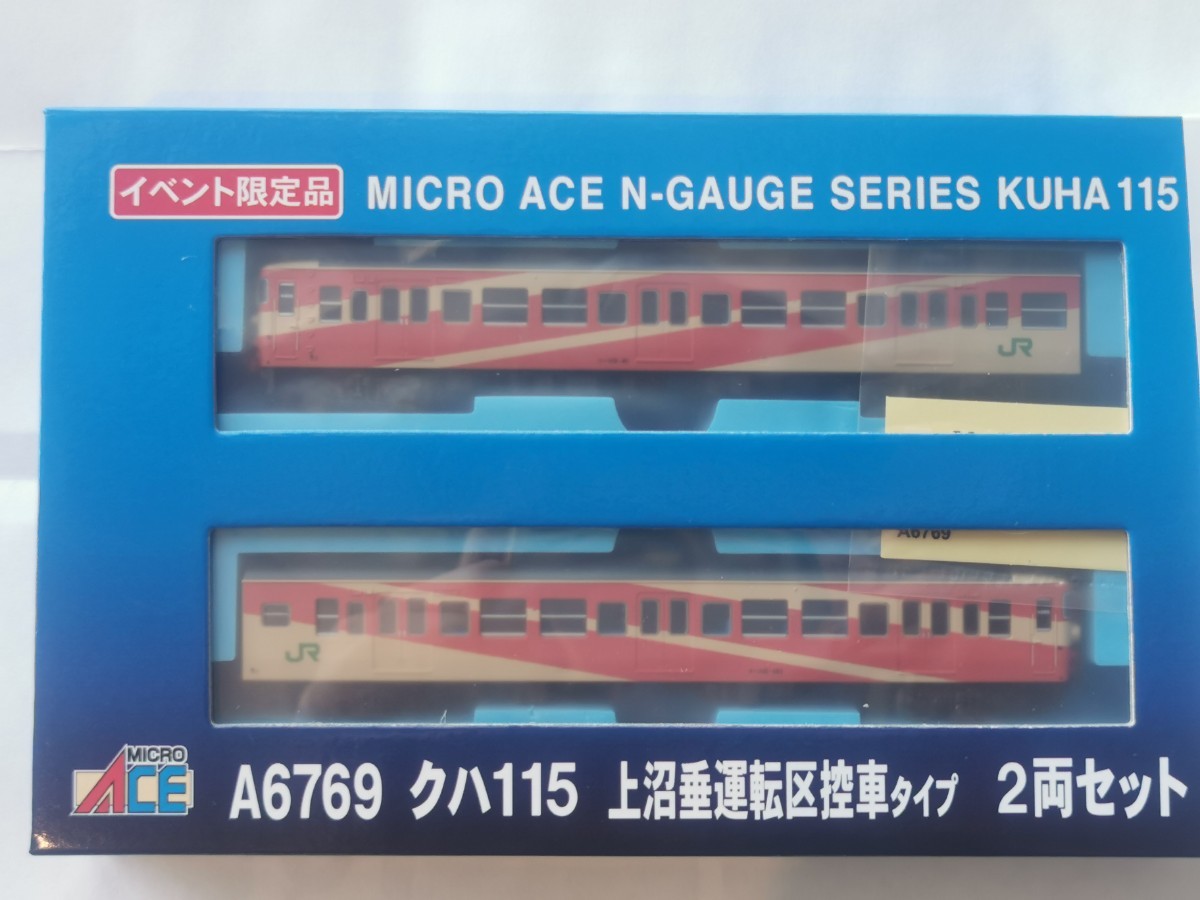 イベント限定品 MICRO ACE N-GAUGE SERIES KUHA 115
JR
A6769
JR
MICRO
ACE
A6769 クハ115 上沼垂運転区控車タイプ 2両セット